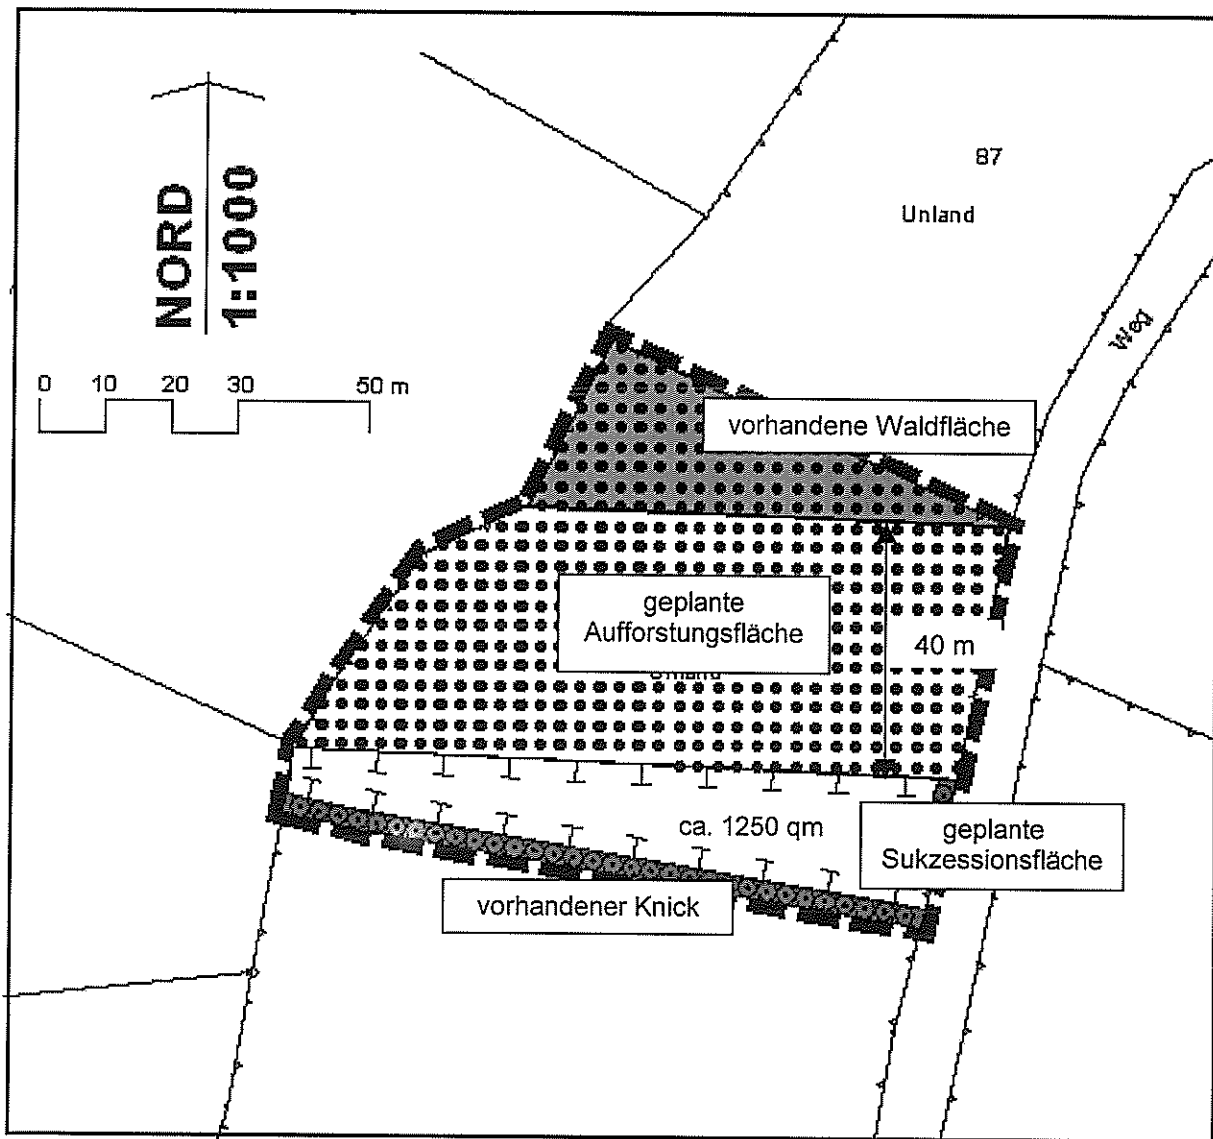 87
Unland
NORD
1:1000
Weg
0 10 20 30 50 m
vorhandene Waldfläche
geplante
Aufforstungsfläche
40 m
ca. 1250 qm
geplante
Sukzessionsfläche
vorhandener Knick